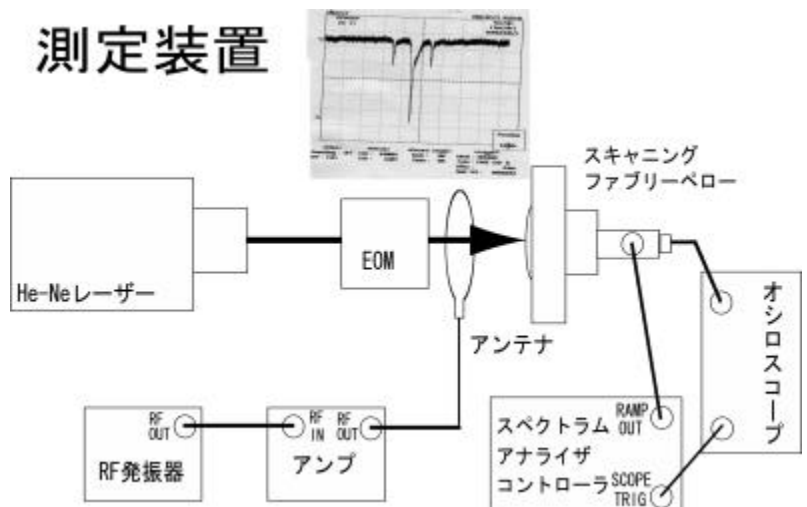 測定装置
スキャニング
ファブリーペロー
He-Neレーザー
EOM
アンテナ
オシロスコープ
RF
OUT
RF発振器
RF
IN
RF
OUT
アンプ
RAMP
OUT
スペクトラム
アナライザ
コントローラ
SCOPE
TRIG